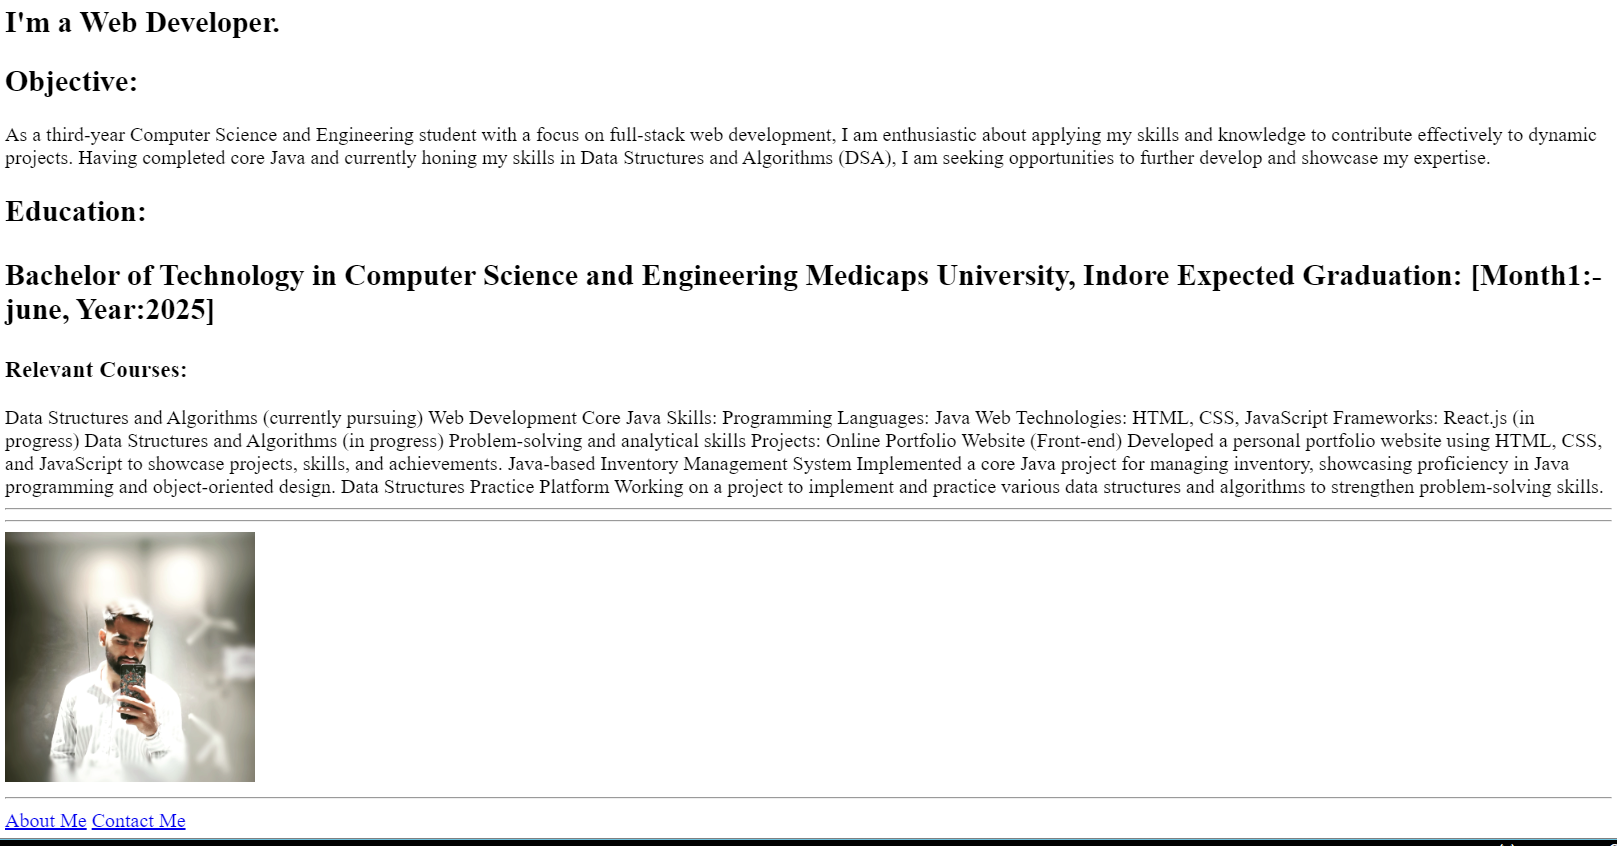 I'm a Web Developer.
Objective:
As a third-year Computer Science and Engineering student with a focus on full-stack web development, I am enthusiastic about applying my skills and knowledge to contribute effectively to dynamic
projects. Having completed core Java and currently honing my skills in Data Structures and Algorithms (DSA), I am seeking opportunities to further develop and showcase my expertise.
Education:
Bachelor of Technology in Computer Science and Engineering Medicaps University, Indore Expected Graduation: [Month1:-
june, Year:2025]
Relevant Courses:
Data Structures and Algorithms (currently pursuing) Web Development Core Java Skills: Programming Languages: Java Web Technologies: HTML, CSS, JavaScript Frameworks: React.js (in
progress) Data Structures and Algorithms (in progress) Problem-solving and analytical skills Projects: Online Portfolio Website (Front-end) Developed a personal portfolio website using HTML, CSS,
and JavaScript to showcase projects, skills, and achievements. Java-based Inventory Management System Implemented a core Java project for managing inventory, showcasing proficiency in Java
programming and object-oriented design. Data Structures Practice Platform Working on a project to implement and practice various data structures and algorithms to strengthen problem-solving skills.
About Me Contact Me